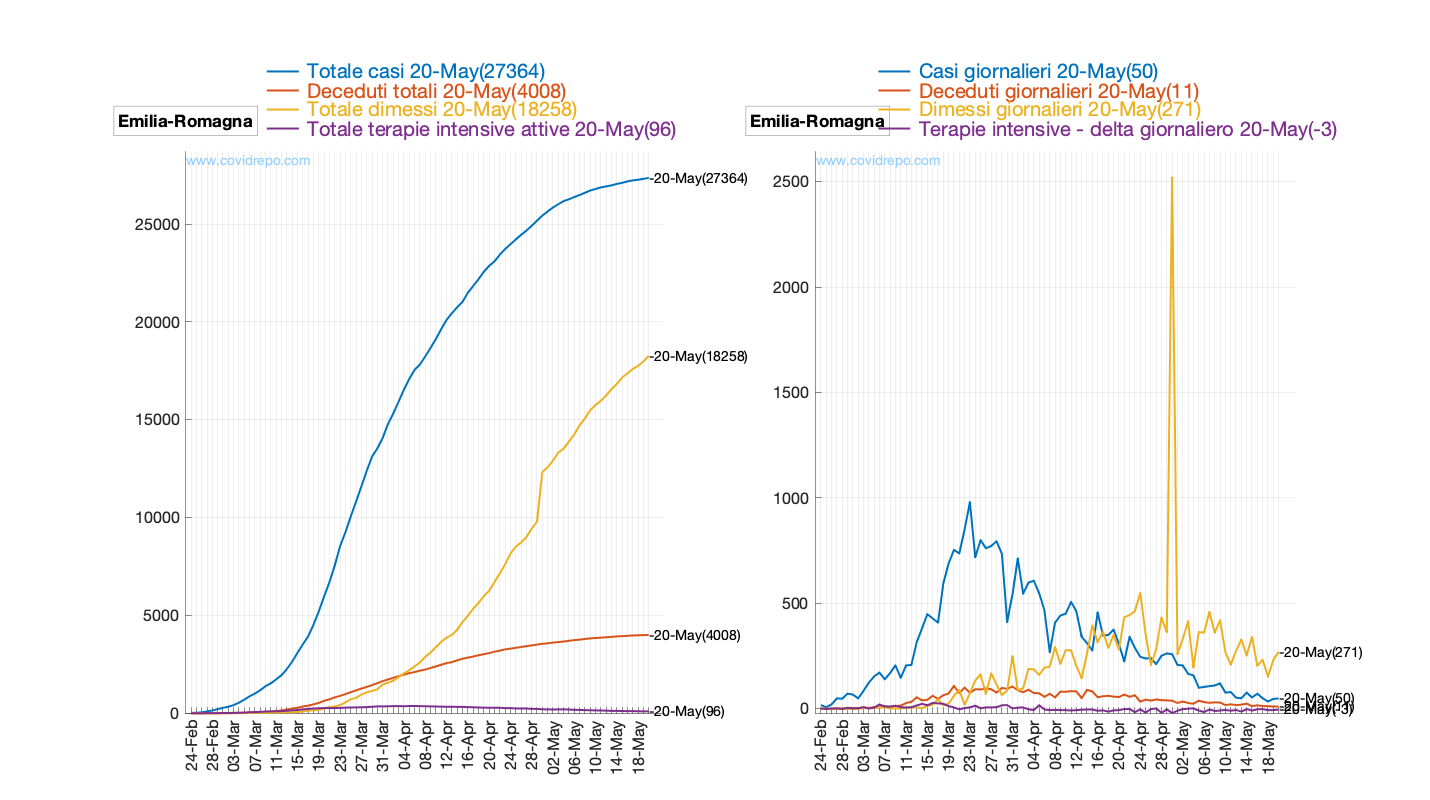 Totale casi 20-May(27364)
Deceduti totali 20-May(4008)
Totale dimessi 20-May(18258)
Totale terapie intensive attive 20-May(96)
Emilia-Romagna
www.covidrepo.com
-20-May(27364)
-20-May(18258)
-20-May(4008)
-20-May(96)
25000
20000
15000
10000
5000
0
24-Feb
28-Feb
03-Mar
07-Mar
11-Mar
15-Mar
19-Mar
23-Mar
27-Mar
31-Mar
04-Apr
08-Apr
12-Apr
16-Apr
20-Apr
24-Apr
28-Apr
02-May
06-May
10-May
14-May
18-May
Casi giornalieri 20-May(50)
Deceduti giornalieri 20-May(11)
Dimessi giornalieri 20-May(271)
Terapie intensive - delta giornaliero 20-May(-3)
Emilia-Romagna
www.covidrepo.com
2500
2000
1500
1000
500
0
-20-May(271)
-20-May(50)
-20-May(-3)
24-Feb
28-Feb
03-Mar
07-Mar
11-Mar
15-Mar
19-Mar
23-Mar
27-Mar
31-Mar
04-Apr
08-Apr
12-Apr
16-Apr
20-Apr
24-Apr
28-Apr
02-May
06-May
10-May
14-May
18-May